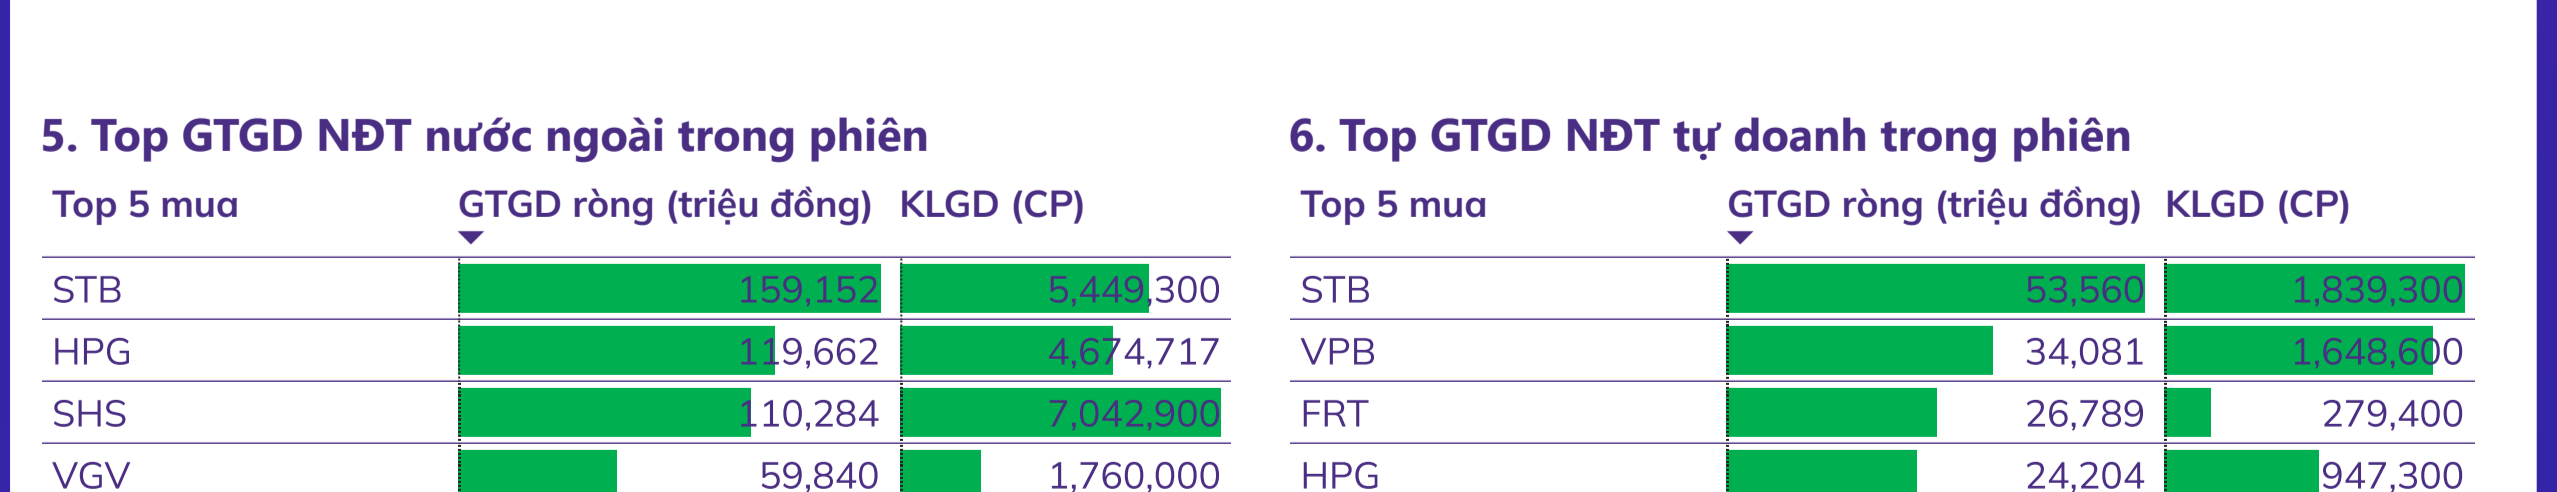 5. Top GTGD NĐT nước ngoài trong phiên
Top 5 mua GTGD ròng (triệu đồng) KLGD (CP)
STB 159,152 5,449,300
HPG 119,662 4,674,717
SHS 110,284 7,042,900
VGV 59,840 1,760,000
6. Top GTGD NĐT tự doanh trong phiên
Top 5 mua GTGD ròng (triệu đồng) KLGD (CP)
STB 53,560 1,839,300
VPB 34,081 1,648,600
FRT 26,789 279,400
HPG 24,204 947,300